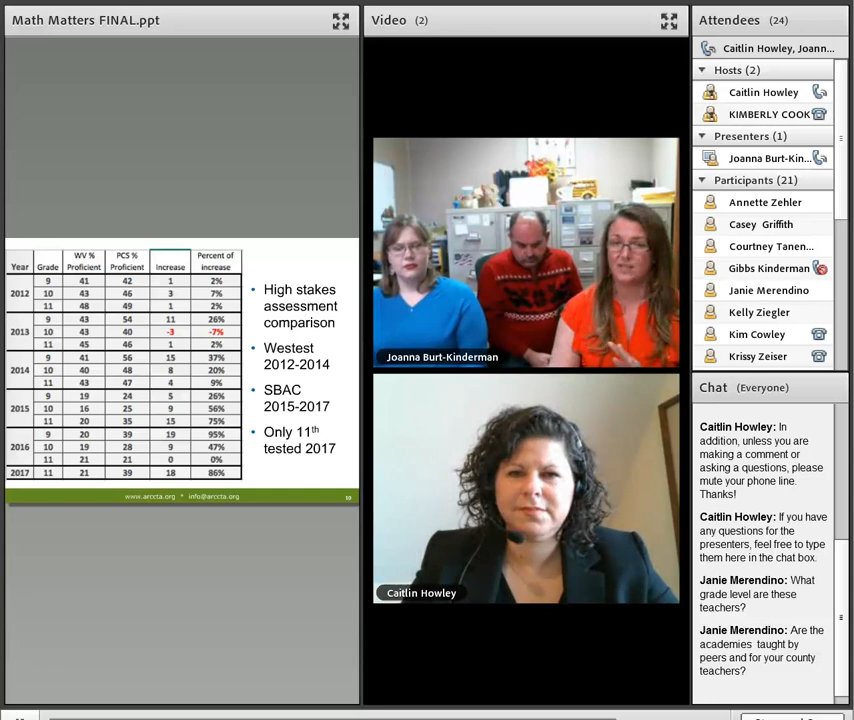 Math Matters FINAL.ppt
Year Grade WV % Proficient PCS % Proficient Increase Percent of increase
2012 9 41 42 1 2%
10 43 46 3 7%
11 48 49 1 2%
2013 9 43 54 11 26%
10 43 40 -3 -7%
11 45 46 1 2%
2014 9 41 56 15 37%
10 40 48 8 20%
11 43 47 4 9%
2015 9 19 24 5 26%
10 16 25 9 56%
11 20 35 15 75%
2016 9 20 39 19 95%
10 19 28 9 47%
11 21 21 0 0%
2017 11 21 39 18 86%
• High stakes
assessment
comparison
• Westest
2012-2014
• SBAC
2015-2017
• Only 11th
tested 2017
www.arccta.org * info@arccta.org
Video (2)
Joanna Burt-Kinderman
Caitlin Howley
Attendees (24)
Caitlin Howley, Joann...
Hosts (2)
Caitlin Howley
KIMBERLY COOK
Presenters (1)
Joanna Burt-Kin...
Participants (21)
Annette Zehler
Casey Griffith
Courtney Tanen...
Gibbs Kinderman
Janie Merendino
Kelly Ziegler
Kim Cowley
Krissy Zeiser
Chat (Everyone)
Caitlin Howley: In
addition, unless you are
making a comment or
asking a questions, please
mute your phone line.
Thanks!
Caitlin Howley: If you have
any questions for the
presenters, feel free to type
them here in the chat box.
Janie Merendino: What
grade level are these
teachers?
Janie Merendino: Are the
academies taught by
peers and for your county
teachers?